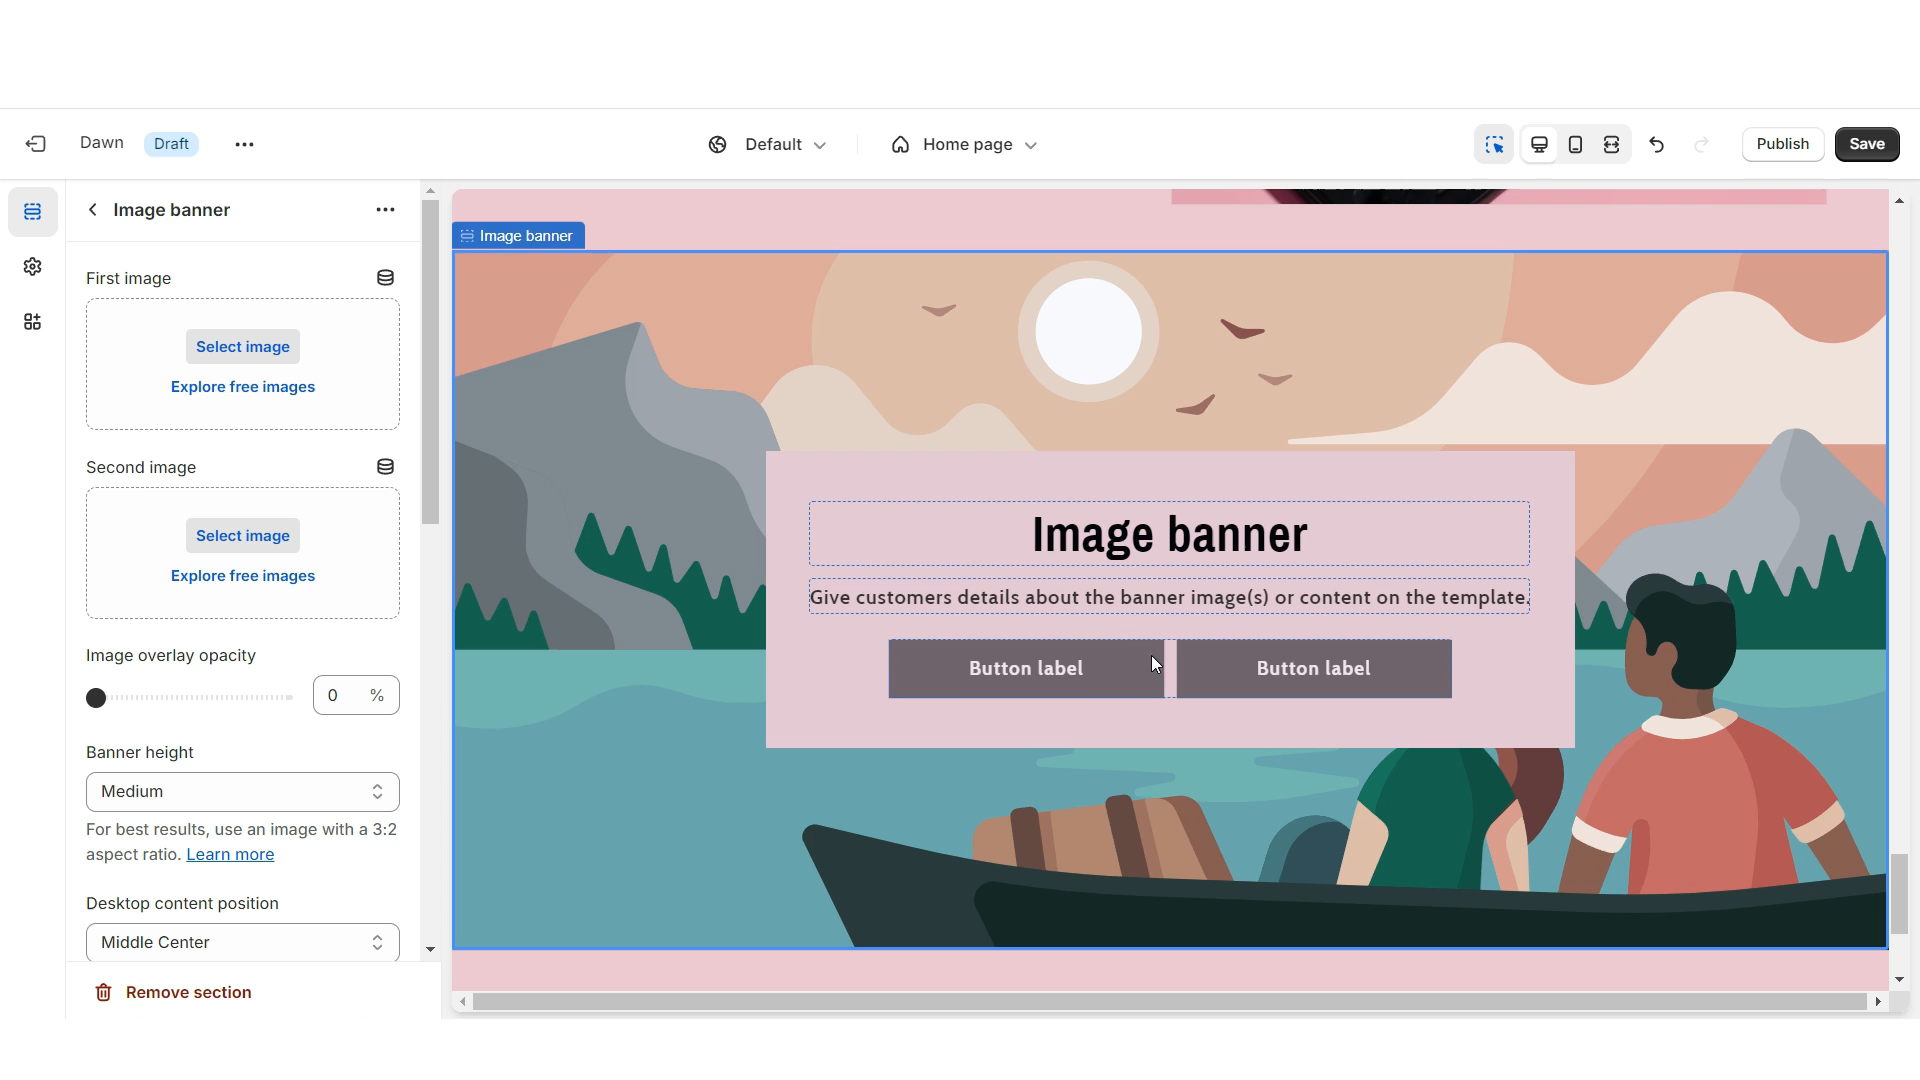 Dawn
Draft
Default
Home page
Publish
Save
Image banner
First image
Select image
Explore free images
Second image
Select image
Explore free images
Image overlay opacity
0 %
Banner height
Medium
For best results, use an image with a 3:2
aspect ratio. Learn more
Desktop content position
Middle Center
Remove section
Image banner
Image banner
Give customers details about the banner image(s) or content on the template.
Button label
Button label